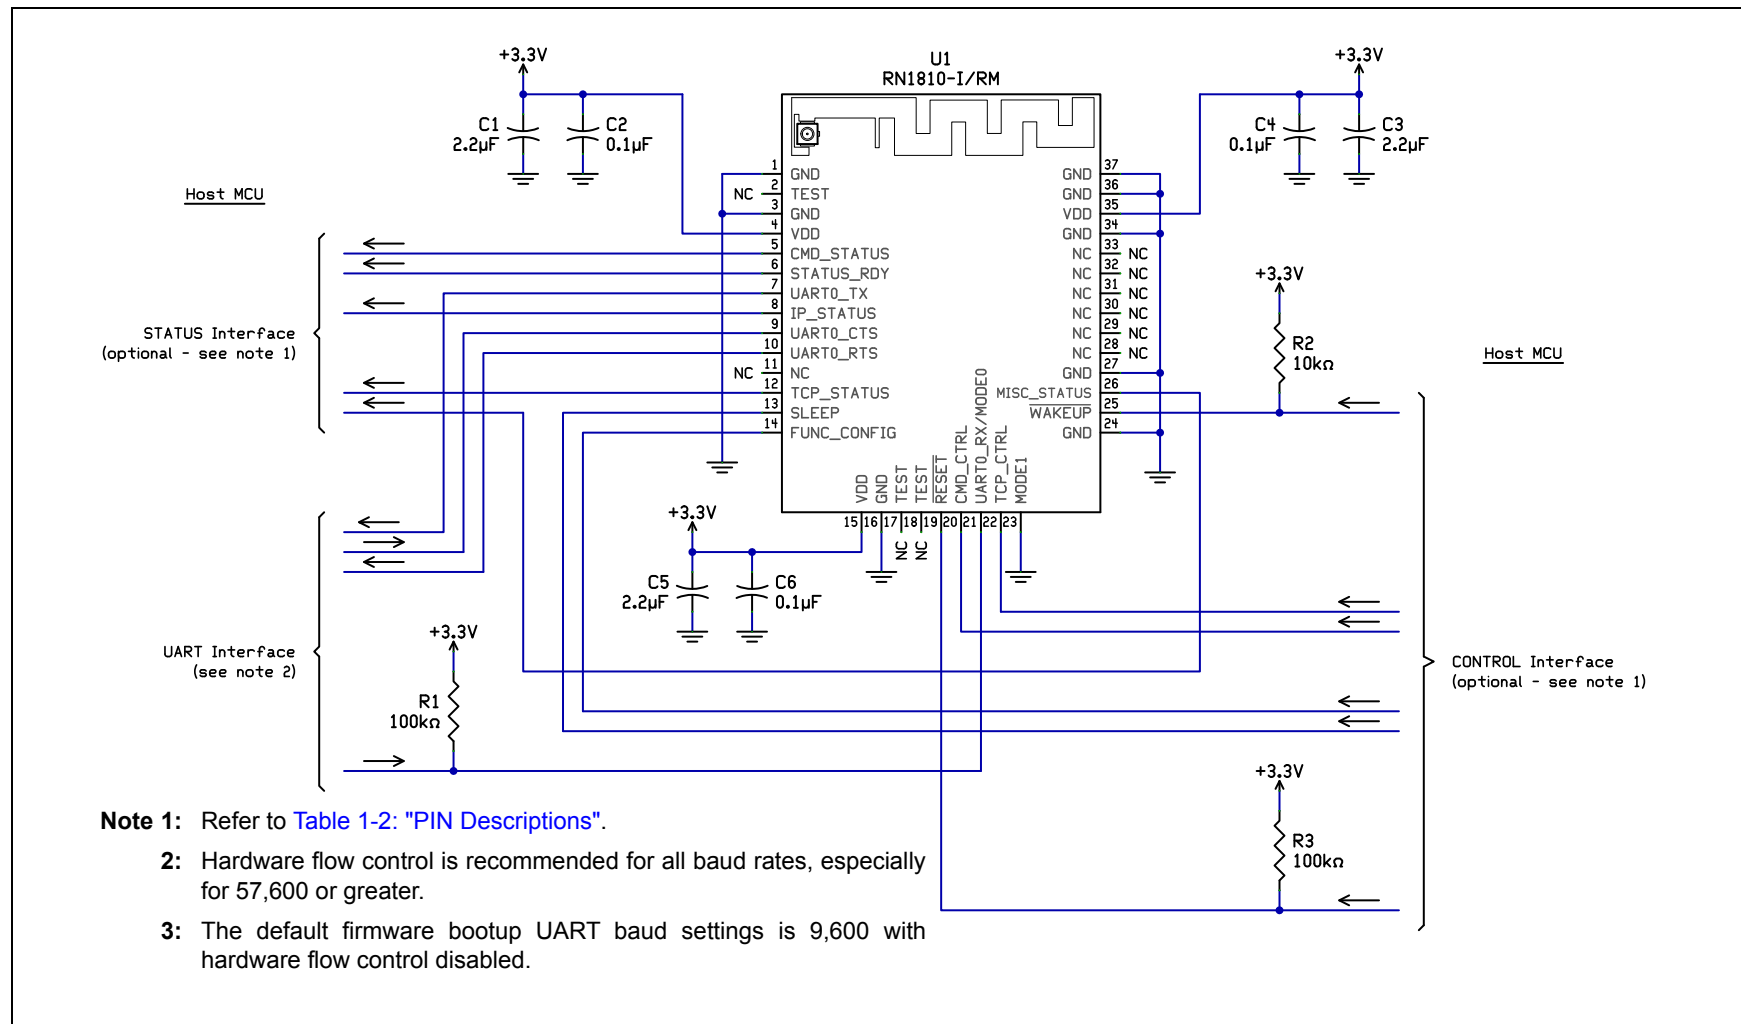 +3.3V
U1
RN1810-I/RM
+3.3V
C1
2.2µF
C2
0.1µF
C4
0.1µF
C3
2.2µF
Host MCU
1 GND
NC 2 TEST
3 GND
4 VDD
5 CMD_STATUS
6 STATUS_RDY
7 UART0_TX
8 IP_STATUS
9 UART0_CTS
10 UART0_RTS
NC 11 NC
12 TCP_STATUS
13 SLEEP
14 FUNC_CONFIG
GND 37
GND 36
VDD 35
GND 34
NC 33 NC
NC 32 NC
NC 31 NC
NC 30 NC
NC 29 NC
NC 28 NC
GND 27
MISC_STATUS 26
WAKEUP 25
GND 24
VDD
GND
TEST
TEST
RESET
CMD_CTRL
UART0_RX/MODE0
TCP_CTRL
MODE1
15 16 17 18 19 20 21 22 23
NC
NC
STATUS Interface
(optional - see note 1)
+3.3V
R2
10kΩ
Host MCU
+3.3V
C5
2.2µF
C6
0.1µF
UART Interface
(see note 2)
+3.3V
R1
100kΩ
CONTROL Interface
(optional - see note 1)
+3.3V
R3
100kΩ
Note 1: Refer to Table 1-2: "PIN Descriptions".
2: Hardware flow control is recommended for all baud rates, especially
for 57,600 or greater.
3: The default firmware bootup UART baud settings is 9,600 with
hardware flow control disabled.